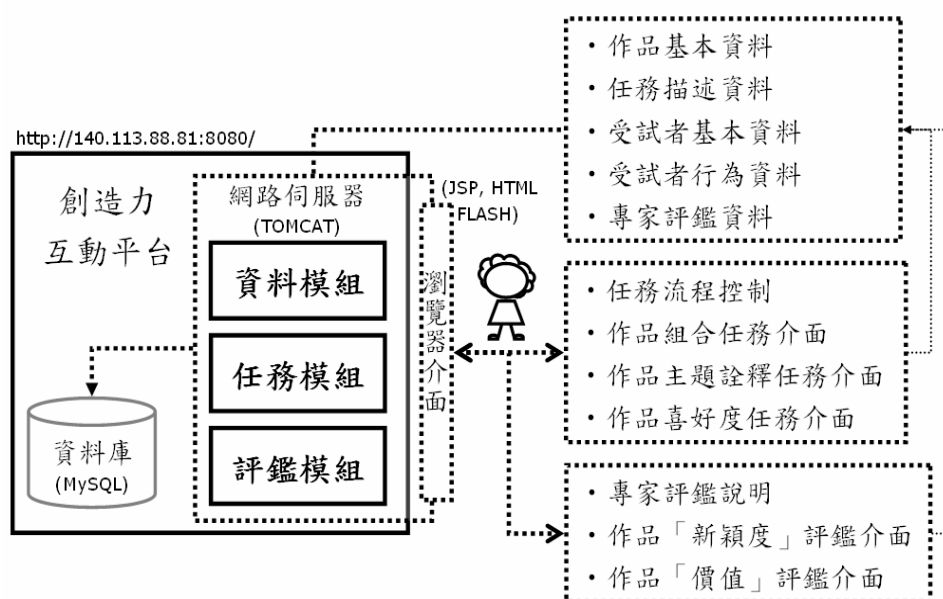 http://140.113.88.81:8080/
創造力
互動平台
網路伺服器
(TOMCAT)
資料模組
任務模組
評鑑模組
資料庫
(MySQL)
(JSP, HTML
FLASH)
瀏覽器介面
・作品基本資料
・任務描述資料
・受試者基本資料
・受試者行為資料
・專家評鑑資料
・任務流程控制
・作品組合任務介面
・作品主題詮釋任務介面
・作品喜好度任務介面
・專家評鑑說明
・作品「新穎度」評鑑介面
・作品「價值」評鑑介面